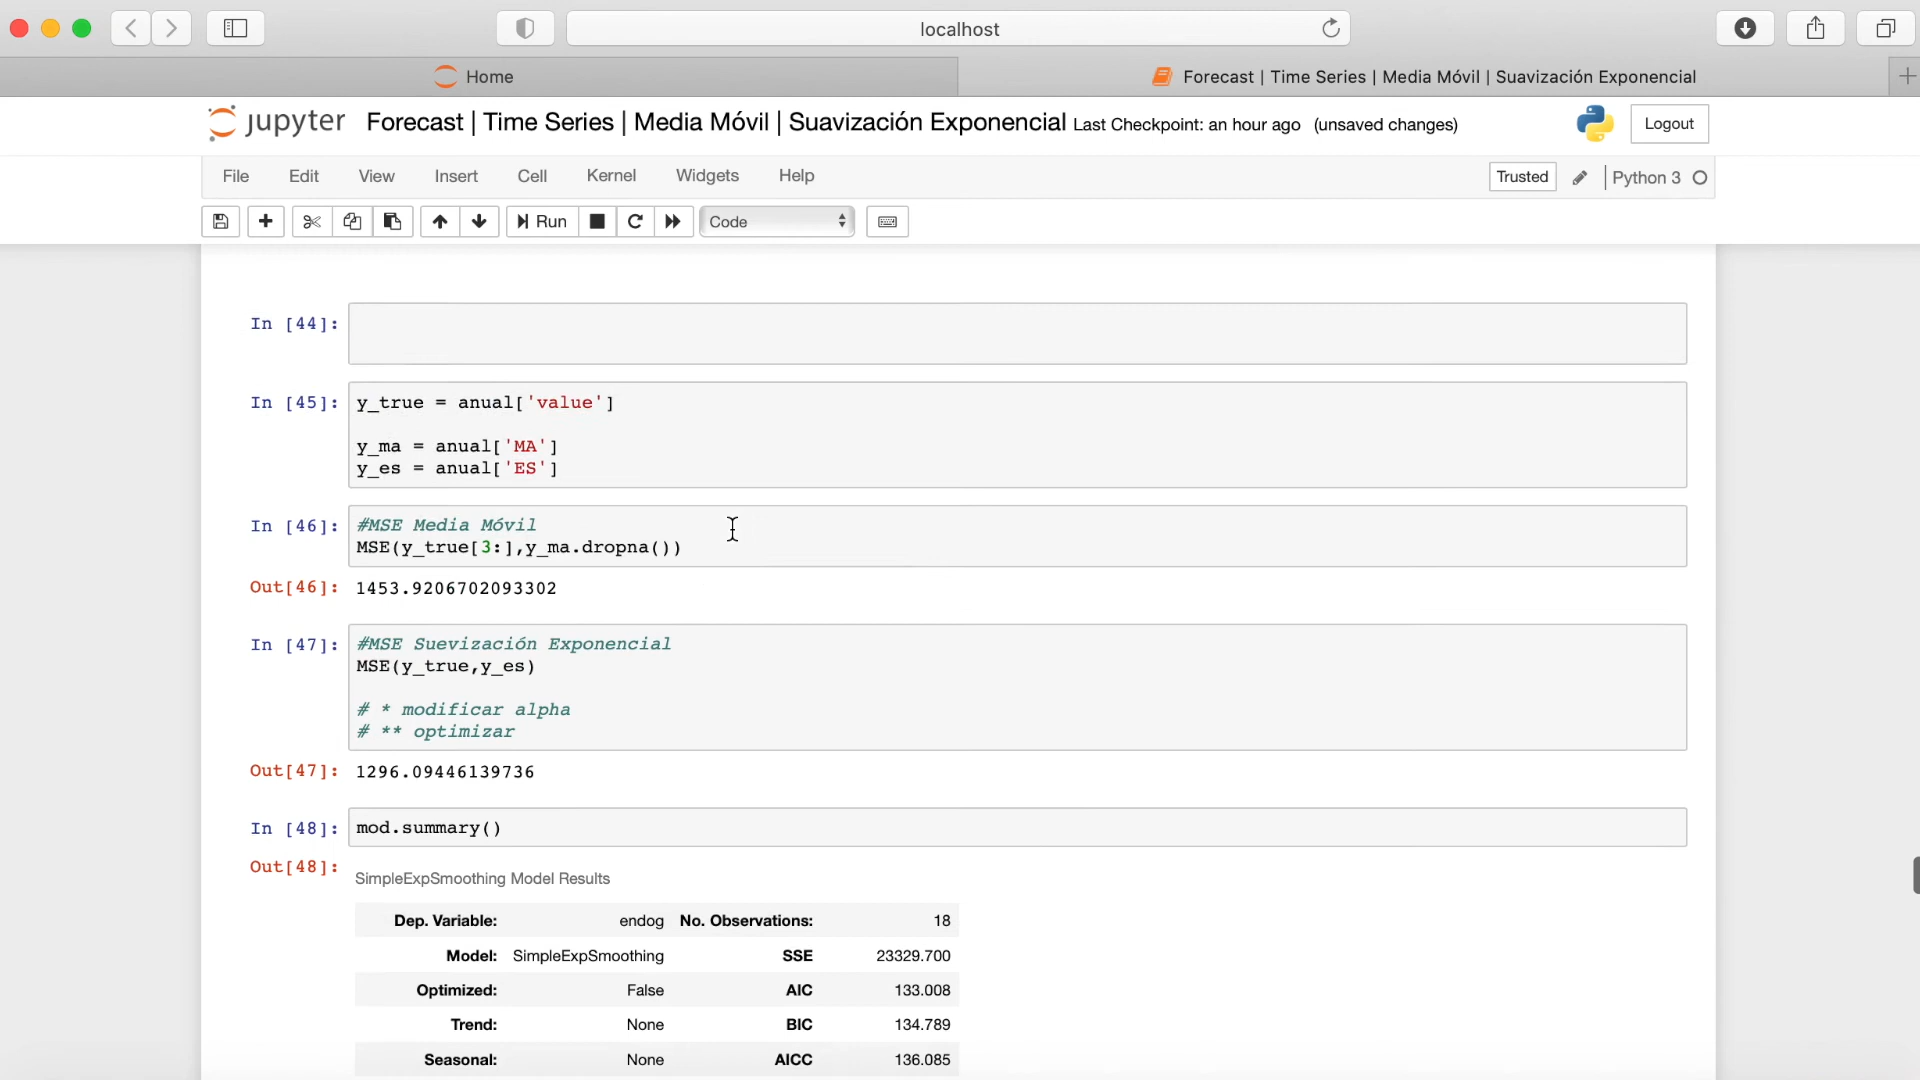 localhost
Home
Forecast | Time Series | Media Móvil | Suavización Exponencial
jupyter Forecast | Time Series | Media Móvil | Suavización Exponencial Last Checkpoint: an hour ago (unsaved changes)
Logout
File Edit View Insert Cell Kernel Widgets Help
Trusted Python 3
Run Code
In [44]:
In [45]: y_true = anual['value']
y_ma = anual['MA']
y_es = anual['ES']
In [46]: #MSE Media Móvil
MSE(y_true[3:],y_ma.dropna())
Out[46]: 1453.9206702093302
In [47]: #MSE Suevización Exponencial
MSE(y_true,y_es)
# * modificar alpha
# ** optimizar
Out[47]: 1296.09446139736
In [48]: mod.summary()
Out[48]:
SimpleExpSmoothing Model Results
Dep. Variable: endog No. Observations: 18
Model: SimpleExpSmoothing SSE 23329.700
Optimized: False AIC 133.008
Trend: None BIC 134.789
Seasonal: None AICC 136.085